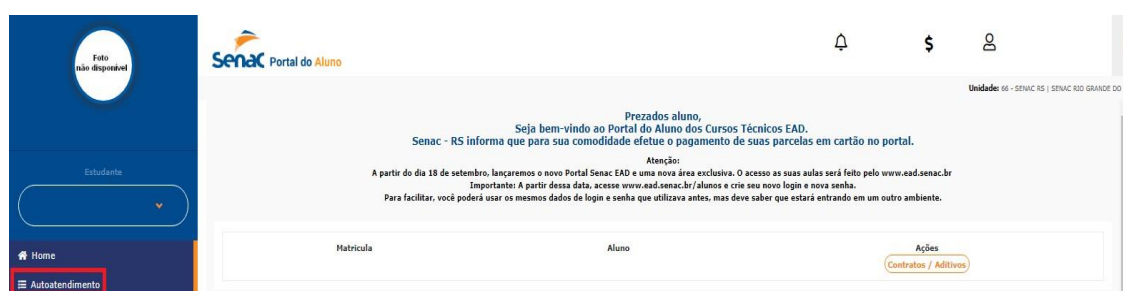 Foto
não disponível
Senac Portal do Aluno
$
Unidade: 66 - SENAC RS | SENAC RIO GRANDE DO
Prezados aluno,
Seja bem-vindo ao Portal do Aluno dos Cursos Técnicos EAD.
Senac - RS informa que para sua comodidade efetue o pagamento de suas parcelas em cartão no portal.
Atenção:
A partir do dia 18 de setembro, lançaremos o novo Portal Senac EAD e uma nova área exclusiva. O acesso as suas aulas será feito pelo www.ead.senac.br
Importante: A partir dessa data, acesse www.ead.senac.br/alunos e crie seu novo login e nova senha.
Para facilitar, você poderá usar os mesmos dados de login e senha que utilizava antes, mas deve saber que estará entrando em um outro ambiente.
Estudante
Home
Autoatendimento
Matricula Aluno Ações
Contratos / Aditivos